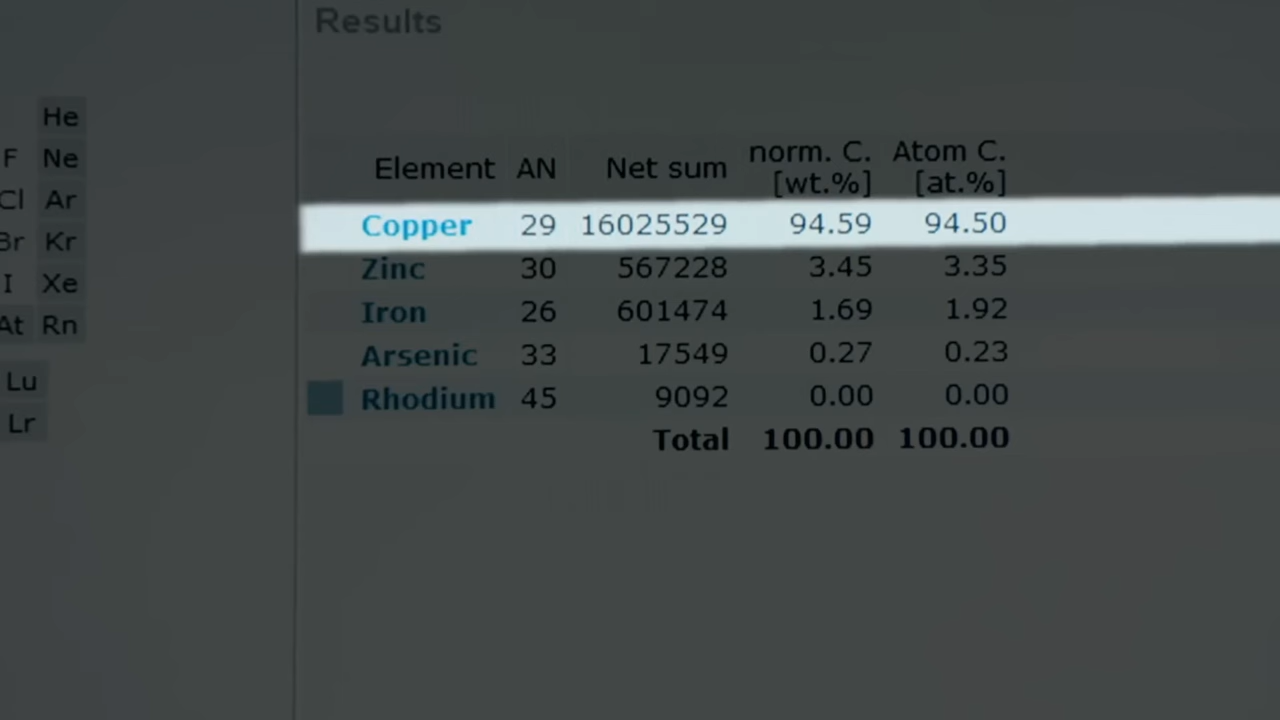 Results
He
F Ne
Cl Ar
Br Kr
I Xe
At Rn
Lu
Lr
Element AN Net sum norm. C. [wt.%] Atom C. [at.%]
Copper 29 16025529 94.59 94.50
Zinc 30 567228 3.45 3.35
Iron 26 601474 1.69 1.92
Arsenic 33 17549 0.27 0.23
Rhodium 45 9092 0.00 0.00
Total 100.00 100.00